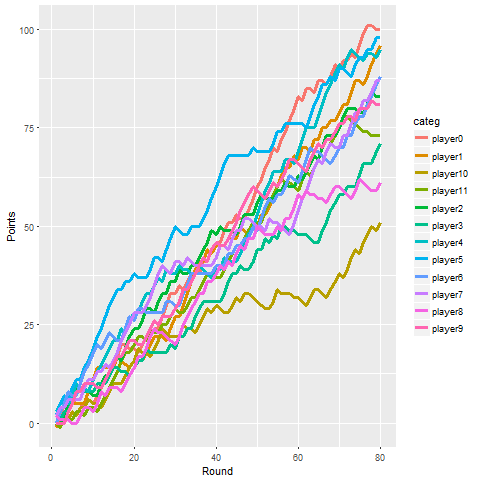 100
75
50
25
0
Points
0
20
40
60
80
Round
categ
player0
player1
player10
player11
player2
player3
player4
player5
player6
player7
player8
player9